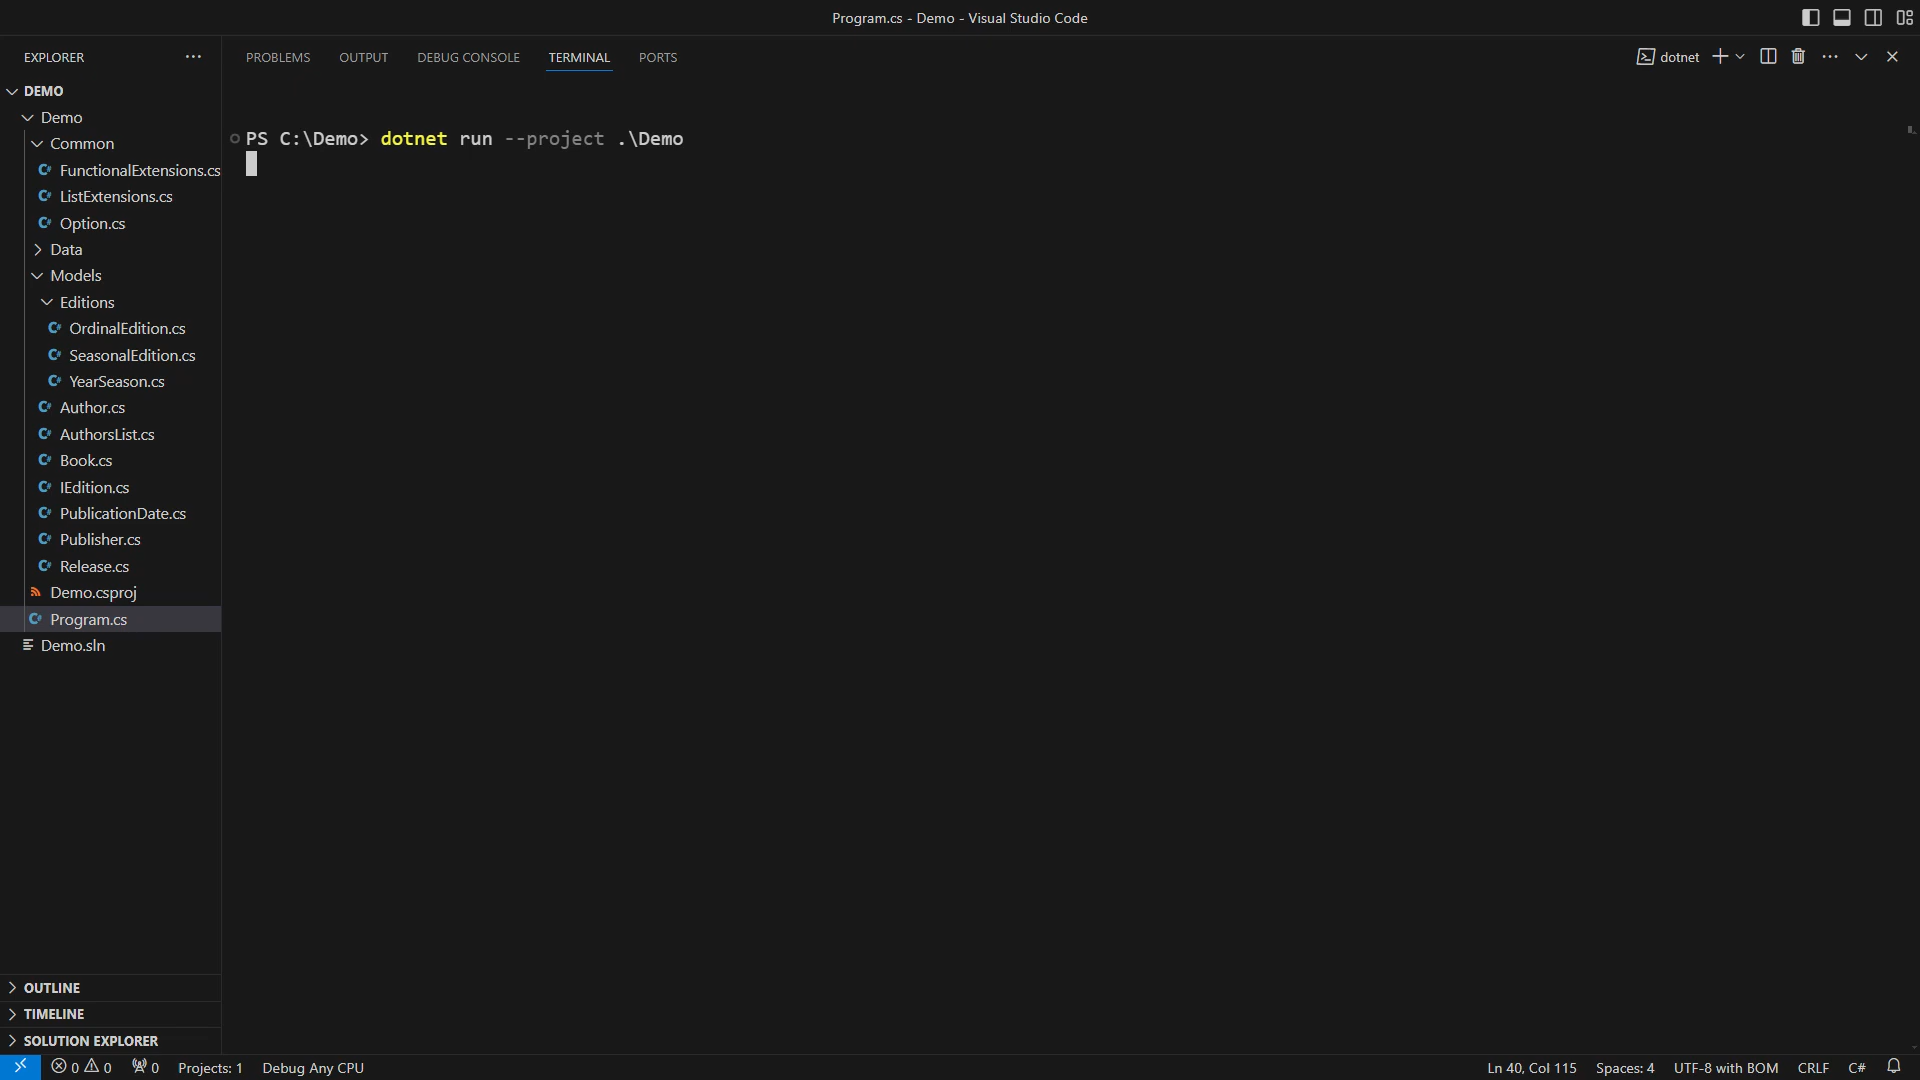 Program.cs - Demo - Visual Studio Code
EXPLORER
PROBLEMS OUTPUT DEBUG CONSOLE TERMINAL PORTS
dotnet
DEMO
Demo
Common
FunctionalExtensions.cs
ListExtensions.cs
Option.cs
Data
Models
Editions
OrdinalEdition.cs
SeasonalEdition.cs
YearSeason.cs
Author.cs
AuthorsList.cs
Book.cs
IEdition.cs
PublicationDate.cs
Publisher.cs
Release.cs
Demo.csproj
Program.cs
Demo.sln
PS C:\Demo> dotnet run --project .\Demo
OUTLINE
TIMELINE
SOLUTION EXPLORER
0 0 0 Projects: 1 Debug Any CPU Ln 40, Col 115 Spaces: 4 UTF-8 with BOM CRLF C#